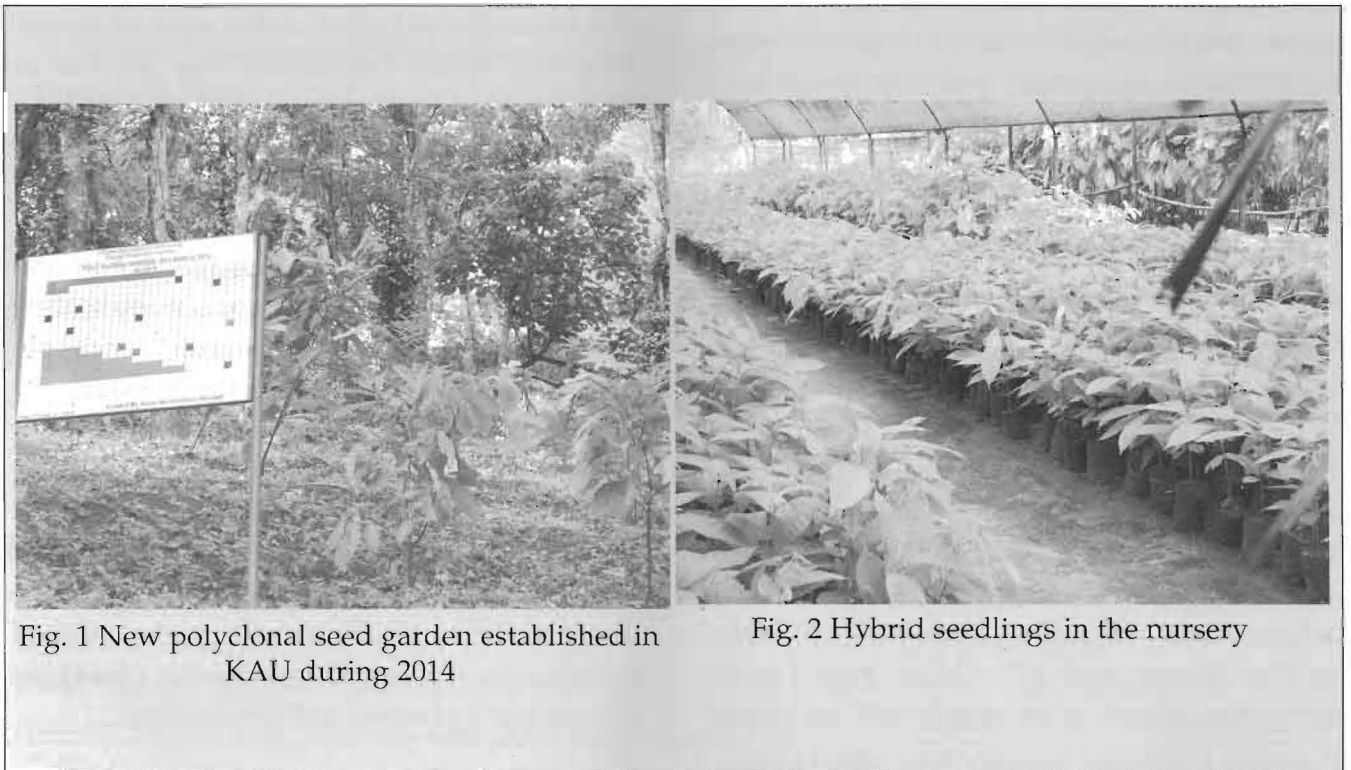 Fig. 1 New polyclonal seed garden established in
KAU during 2014
Fig. 2 Hybrid seedlings in the nursery